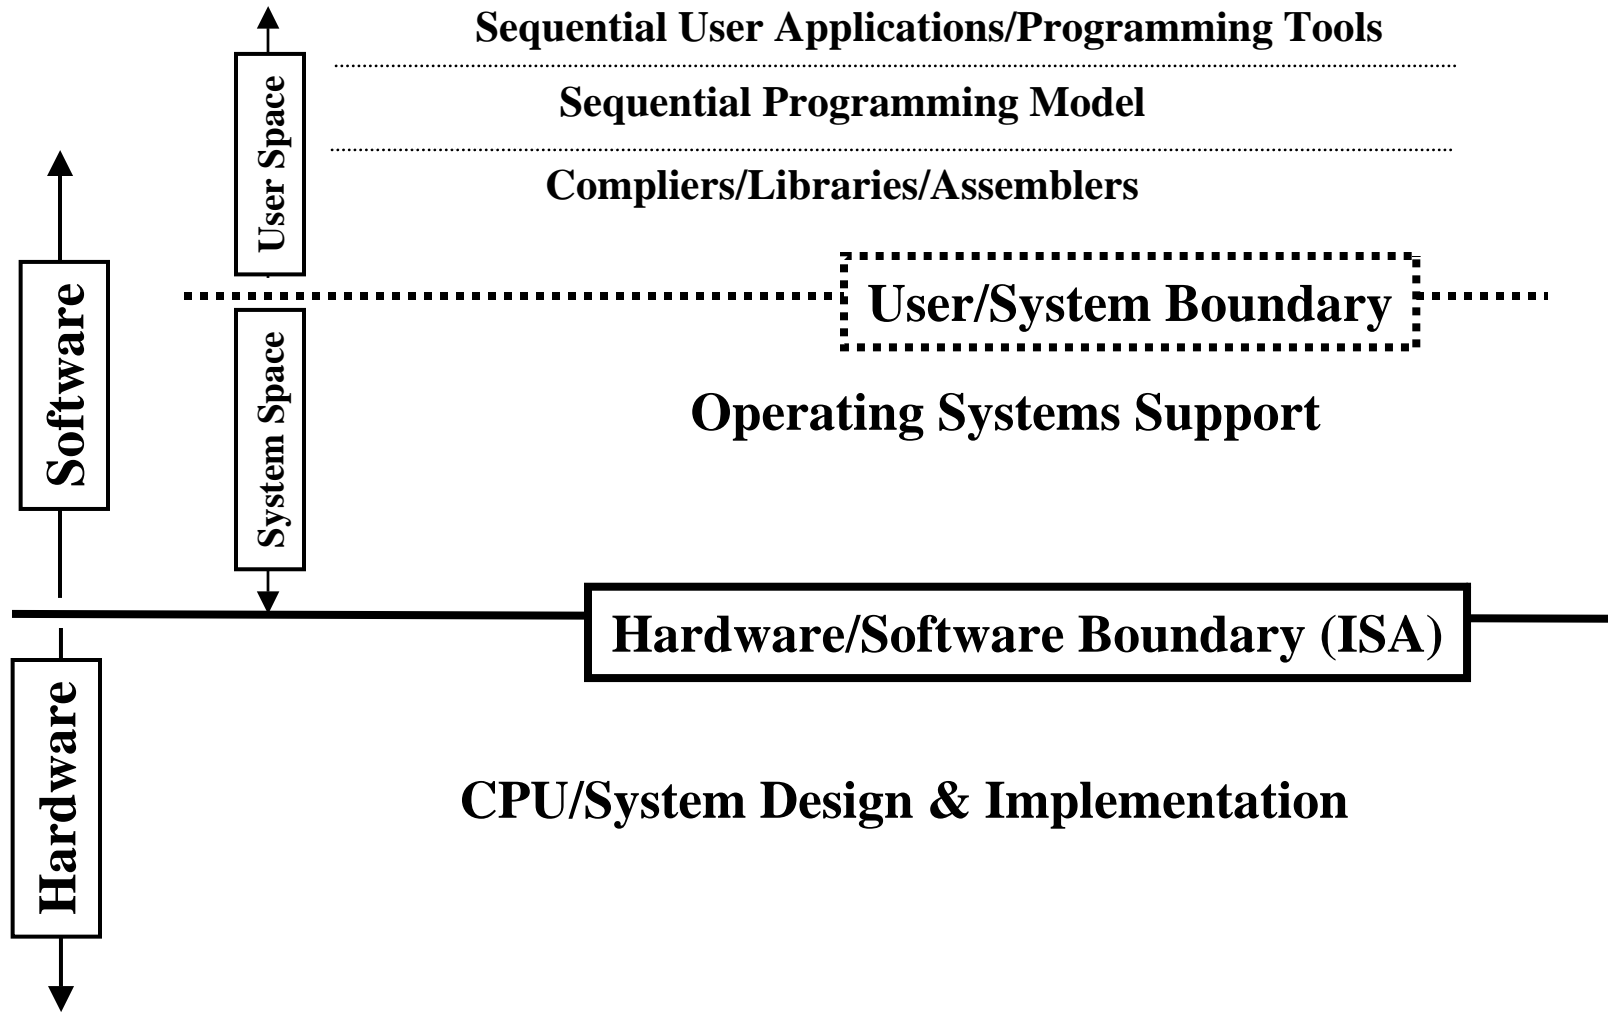 Sequential User Applications/Programming Tools
User Space
Sequential Programming Model
Compliers/Libraries/Assemblers
User/System Boundary
Software
System Space
Operating Systems Support
Hardware/Software Boundary (ISA)
Hardware
CPU/System Design & Implementation